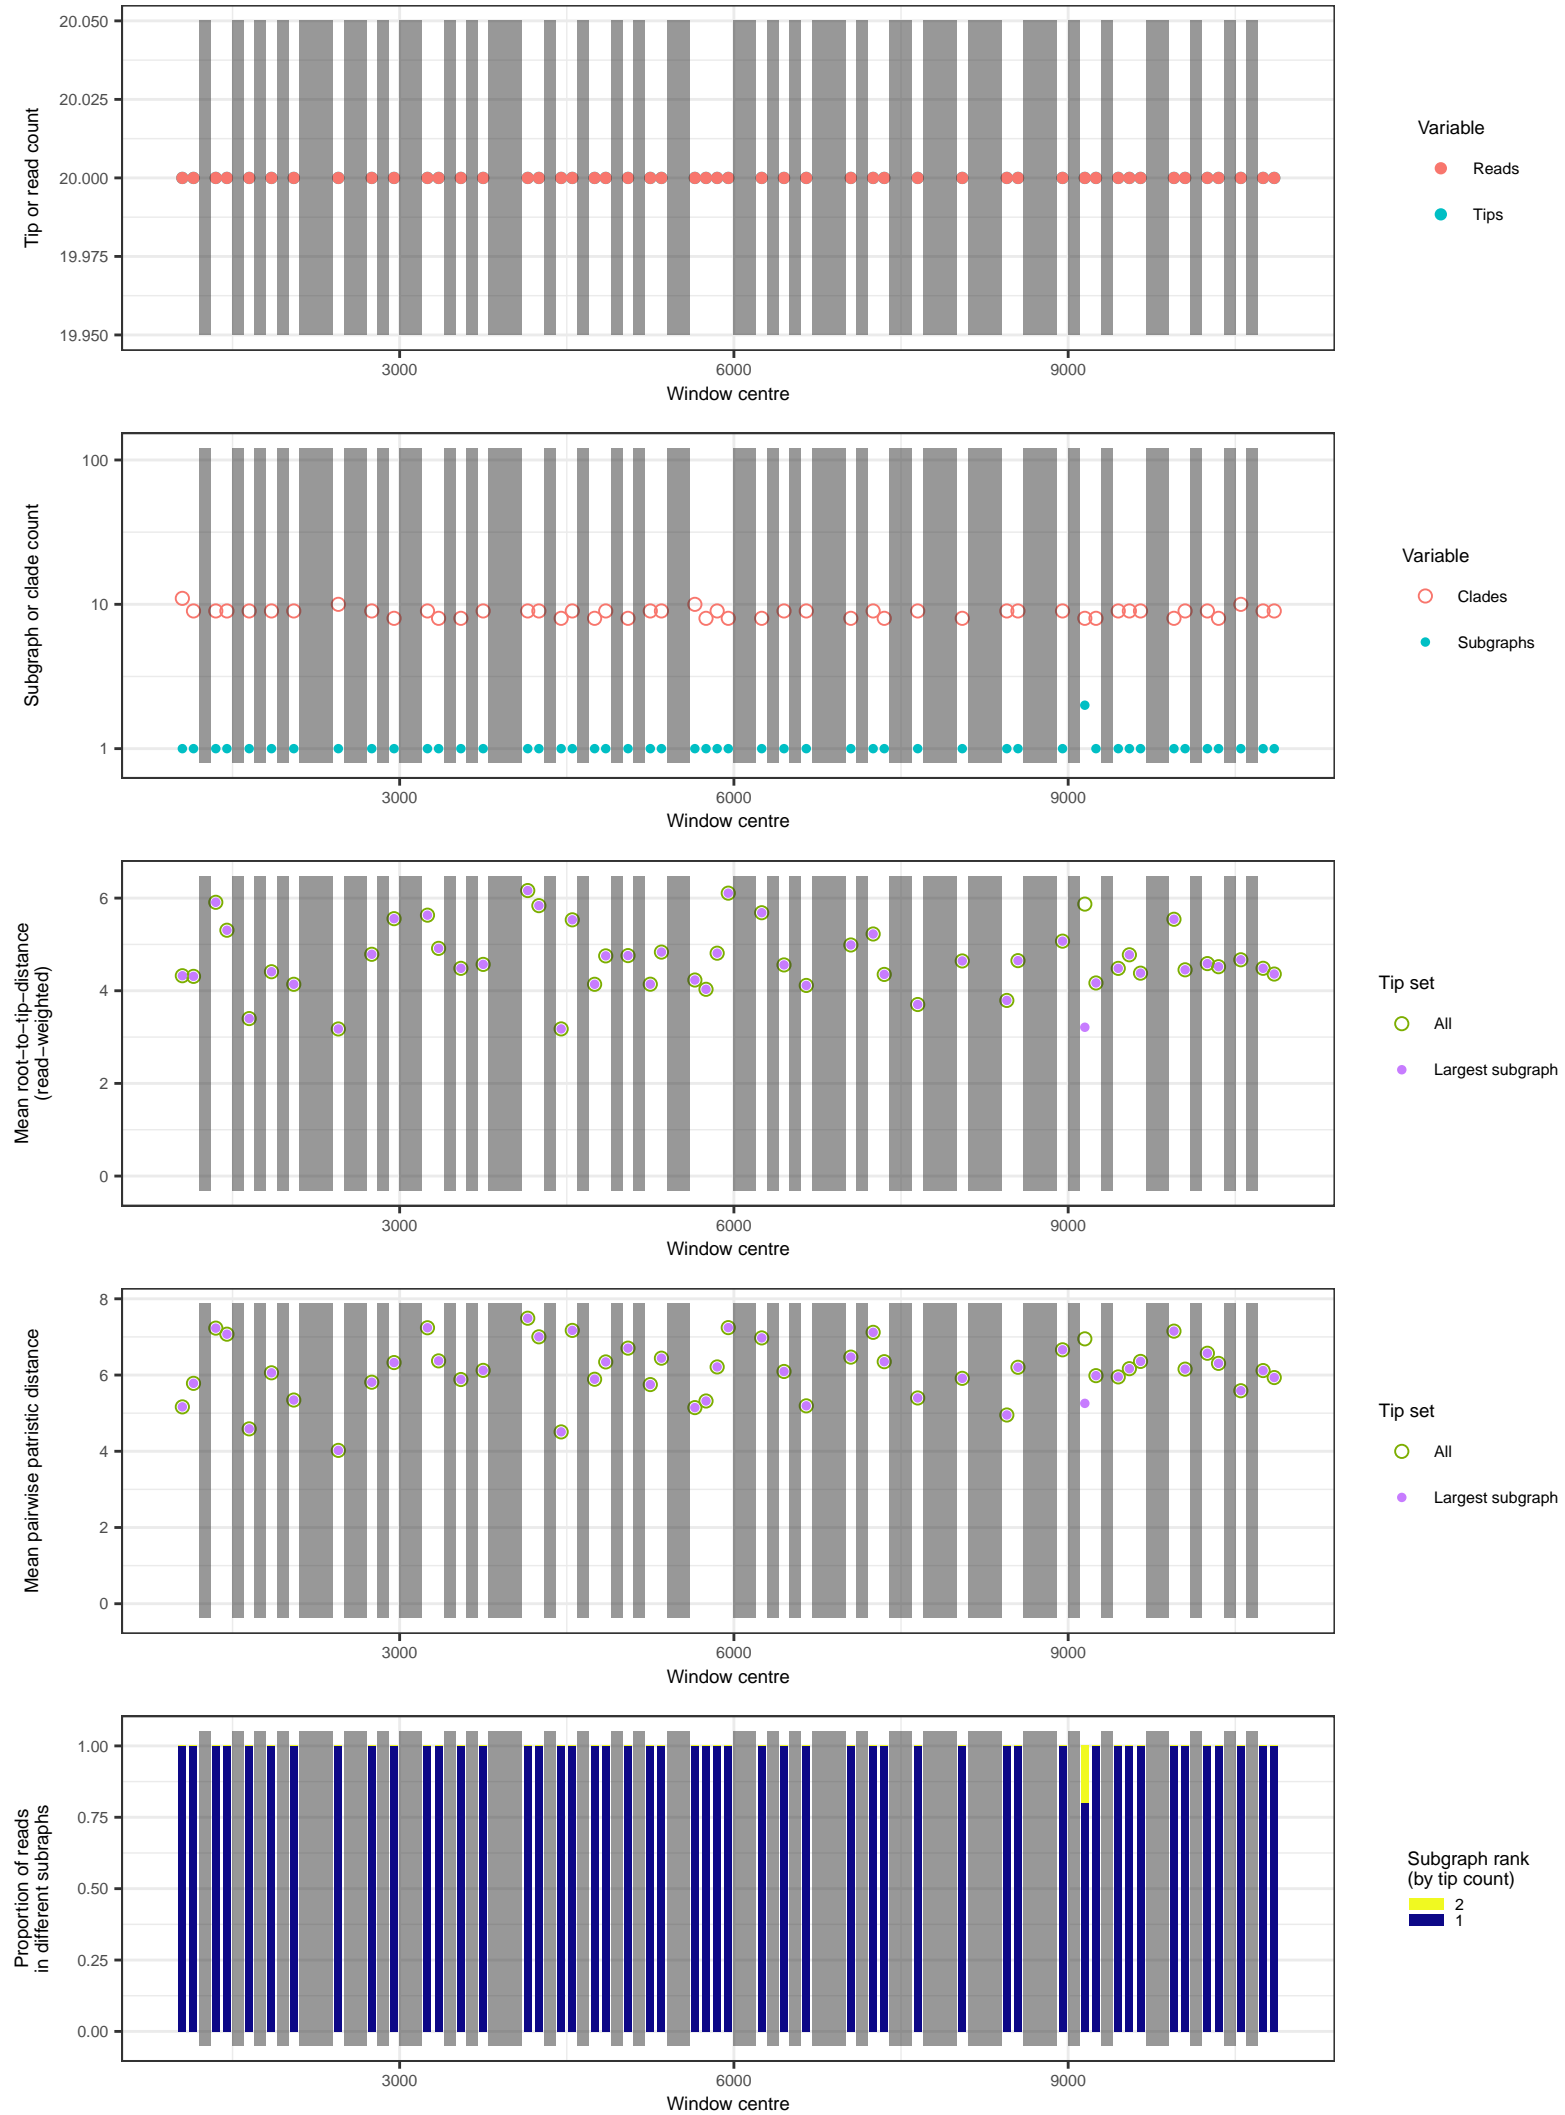 20.050
20.025
20.000
19.975
19.950
Tip or read count
3000
6000
9000
Window centre
Variable
Reads
Tips
100
10
1
Subgraph or clade count
3000
6000
9000
Window centre
Variable
Clades
Subgraphs
6
4
2
0
Mean root−to−tip−distance
(read−weighted)
3000
6000
9000
Window centre
Tip set
All
Largest subgraph
8
6
4
2
0
Mean pairwise patristic distance
3000
6000
9000
Window centre
Tip set
All
Largest subgraph
1.00
0.75
0.50
0.25
0.00
Proportion of reads
in different subraphs
3000
6000
9000
Window centre
Subgraph rank
(by tip count)
2
1